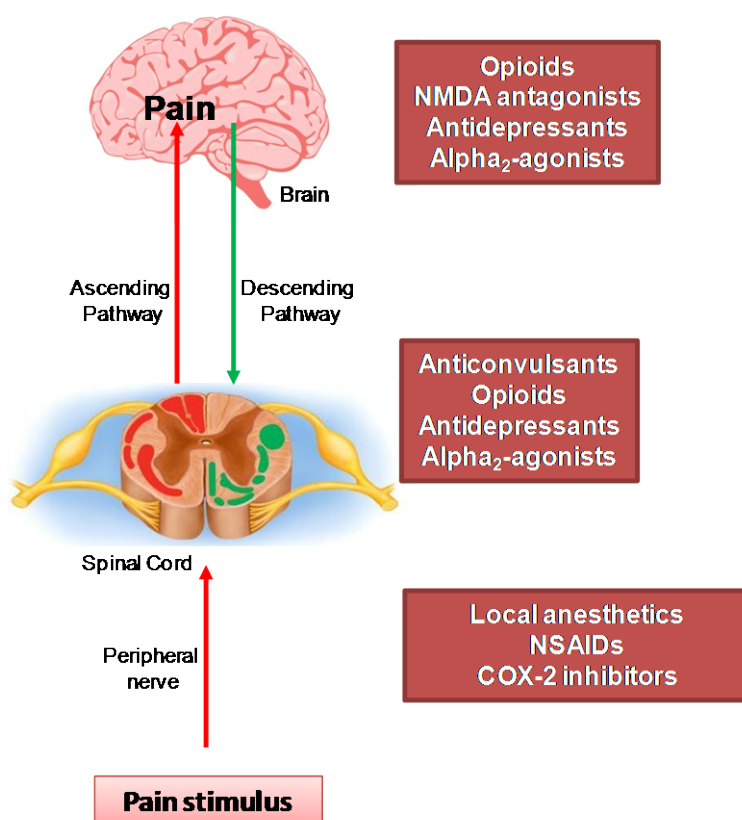 Pain
Brain
Ascending
Pathway
Descending
Pathway
Spinal Cord
Peripheral
nerve
Pain stimulus
Opioids
NMDA antagonists
Antidepressants
Alpha₂-agonists
Anticonvulsants
Opioids
Antidepressants
Alpha₂-agonists
Local anesthetics
NSAIDs
COX-2 inhibitors